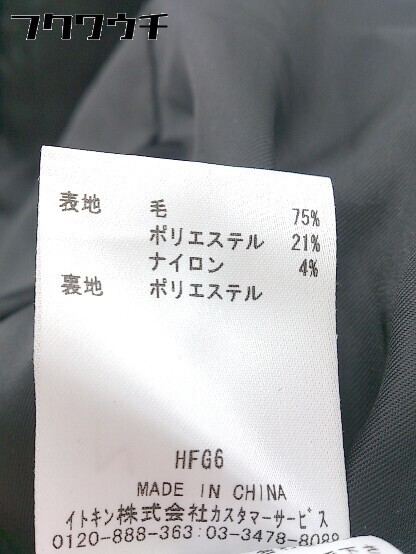 フクウクチ
表地 毛 75%
ポリエステル 21%
ナイロン 4%
裏地 ポリエステル
HFG6
MADE IN CHINA
イトキン株式会社カスタマーサービス
0120-888-363:03-3478-8088